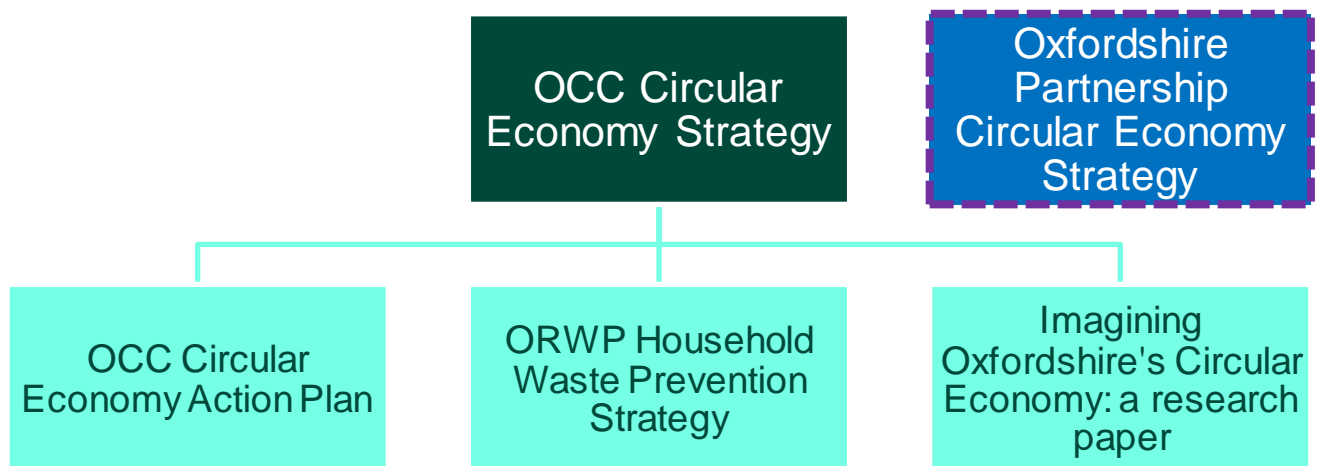 OCC Circular
Economy Strategy
Oxfordshire
Partnership
Circular Economy
Strategy
OCC Circular
Economy Action Plan
ORWP Household
Waste Prevention
Strategy
Imagining
Oxfordshire's Circular
Economy: a research
paper